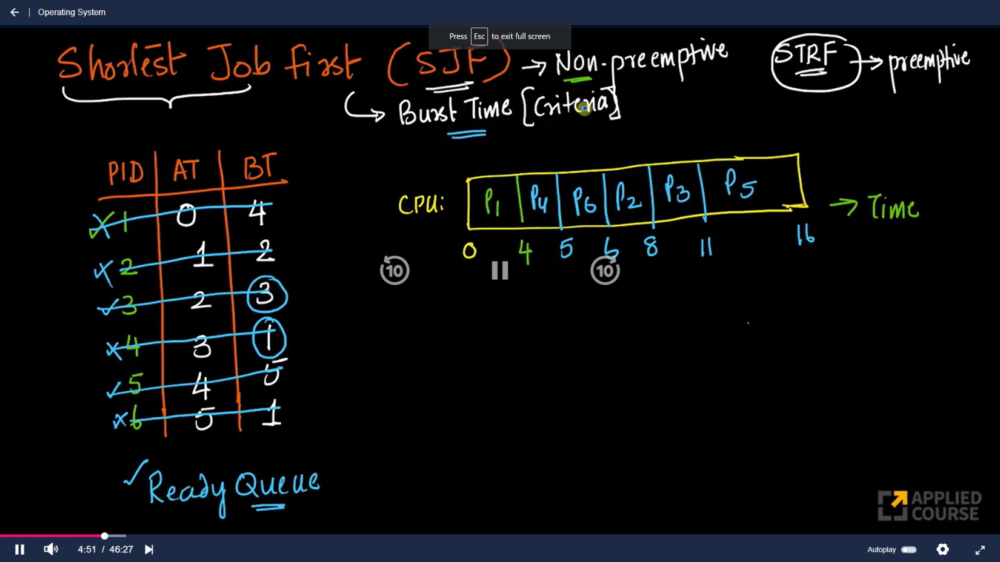 Operating System
Press Esc to exit full screen
Shortest Job first (SJF) → Non-preemptive
STRF → preemptive
Burst Time [Criteria]
PID AT BT
1 0 4
2 1 2
3 2 3
4 3 1
5 4 5
6 5 1
CPU: P1 P4 P6 P2 P3 P5 → Time
0 4 5 6 8 11 16
10 10
✓ Ready Queue
APPLIED
COURSE
4:51 / 46:27
Autoplay